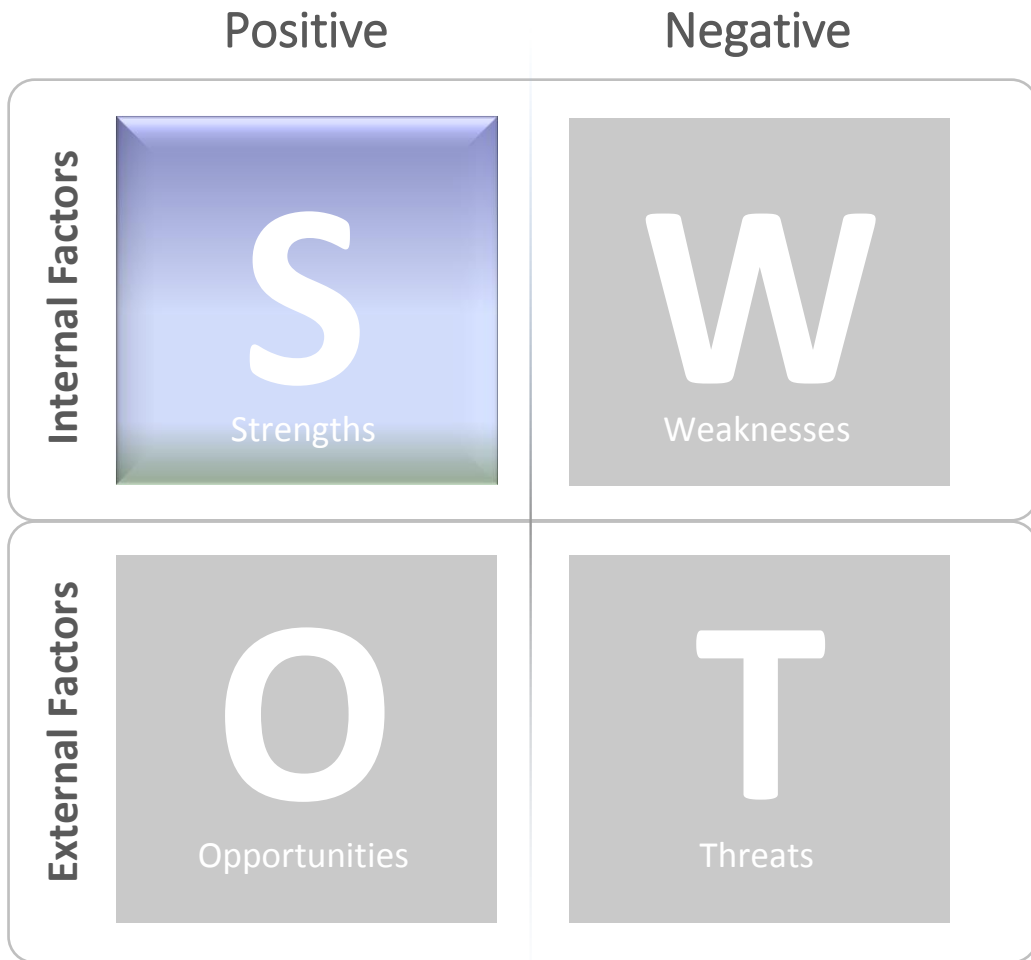 Positive
Negative
Internal Factors
S
Strengths
W
Weaknesses
External Factors
O
Opportunities
T
Threats